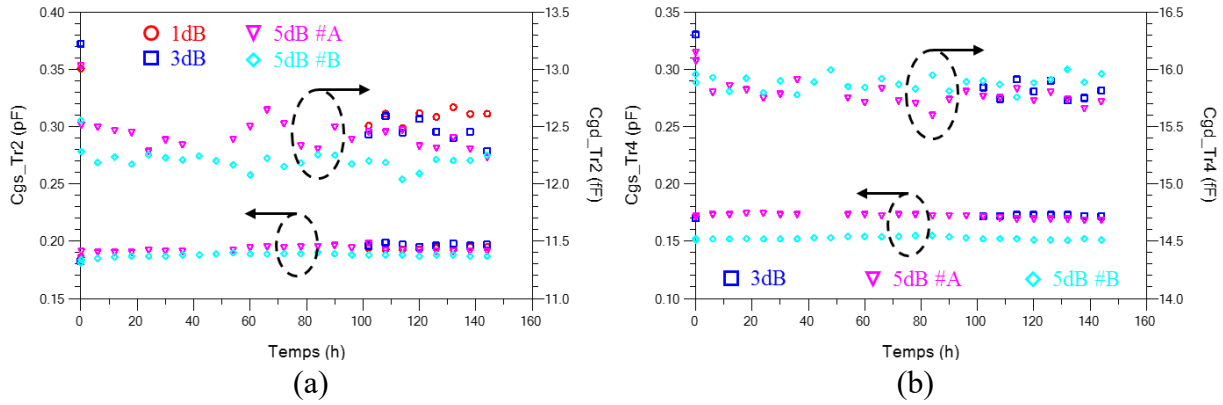 0.40
0.35
0.30
0.25
0.20
0.15
Cgs_Tr2 (pF)
1dB
3dB
5dB #A
5dB #B
13.5
13.0
12.5
12.0
11.5
11.0
Cgd_Tr2 (fF)
0 20 40 60 80 100 120 140 160
Temps (h)
(a)
0.35
0.30
0.25
0.20
0.15
0.10
Cgs_Tr4 (pF)
3dB 5dB #A 5dB #B
16.5
16.0
15.5
15.0
14.5
14.0
Cgd_Tr4 (fF)
0 20 40 60 80 100 120 140 160
Temps (h)
(b)